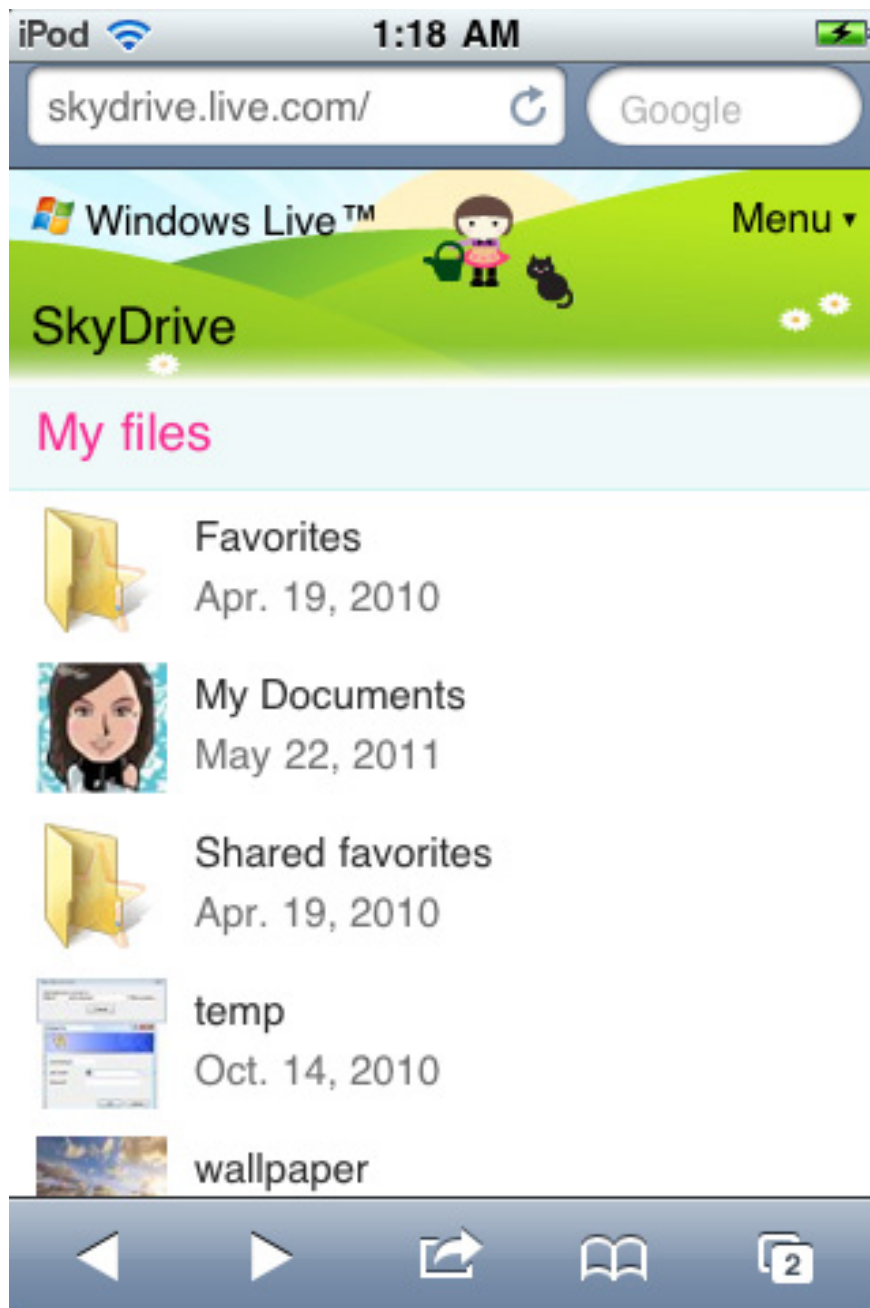 iPod 1:18 AM
skydrive.live.com/ Google
Windows Live™ Menu ▾
SkyDrive
My files
Favorites
Apr. 19, 2010
My Documents
May 22, 2011
Shared favorites
Apr. 19, 2010
temp
Oct. 14, 2010
wallpaper
2